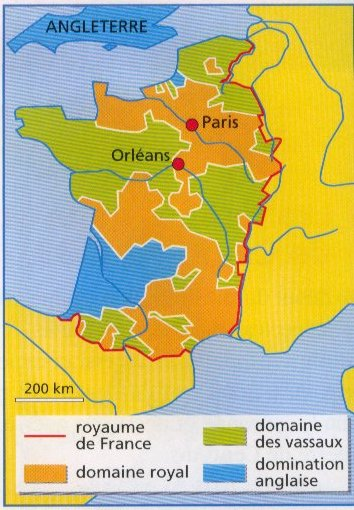 ANGLETERRE
Paris
Orléans
200 km
royaume
de France
domaine
des vassaux
domaine royal
domination
anglaise